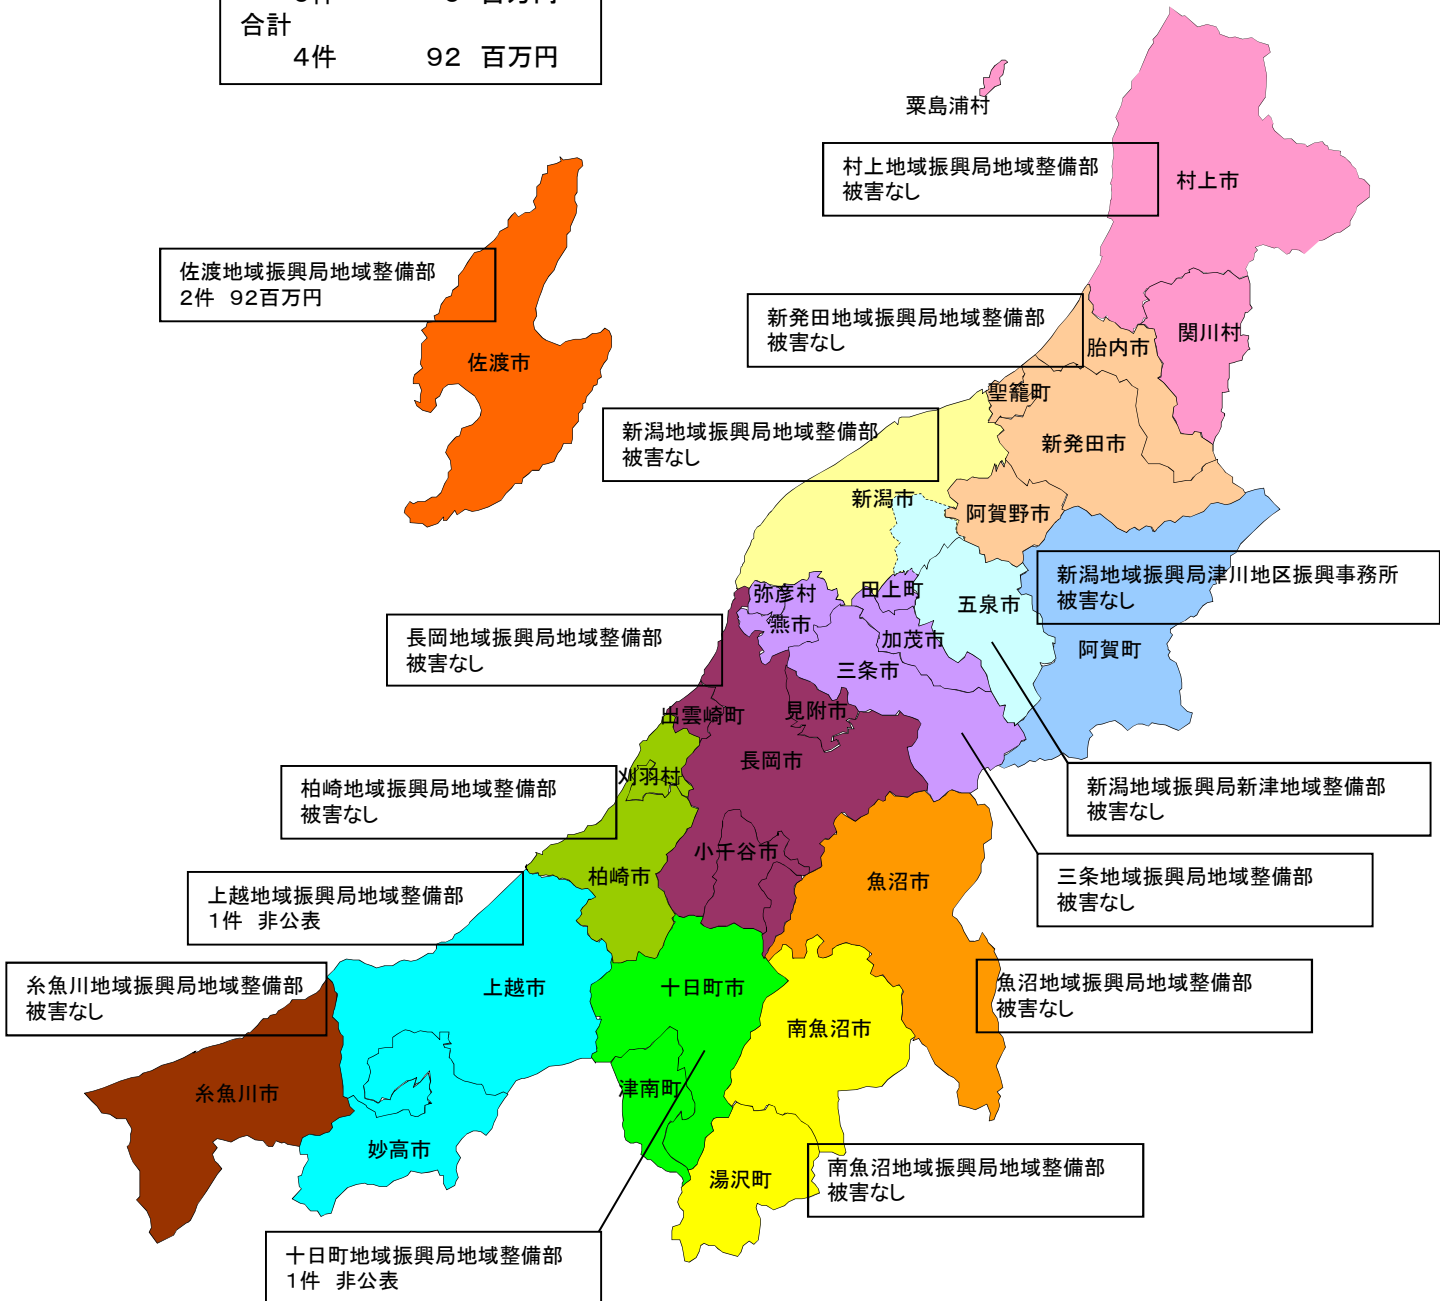 合計
4件 92 百万円
粟島浦村
村上地域振興局地域整備部
被害なし
村上市
佐渡地域振興局地域整備部
2件 92百万円
佐渡市
新発田地域振興局地域整備部
被害なし
胎内市
関川村
聖籠町
新潟地域振興局地域整備部
被害なし
新発田市
新潟市
阿賀野市
新潟地域振興局津川地区振興事務所
被害なし
弥彦村
田上町
五泉市
燕市
加茂市
阿賀町
長岡地域振興局地域整備部
被害なし
三条市
出雲崎町
見附市
長岡市
刈羽村
柏崎地域振興局地域整備部
被害なし
新潟地域振興局新津地域整備部
被害なし
小千谷市
柏崎市
魚沼市
三条地域振興局地域整備部
被害なし
上越地域振興局地域整備部
1件 非公表
糸魚川地域振興局地域整備部
被害なし
上越市
十日町市
魚沼地域振興局地域整備部
被害なし
南魚沼市
糸魚川市
津南町
妙高市
湯沢町
南魚沼地域振興局地域整備部
被害なし
十日町地域振興局地域整備部
1件 非公表